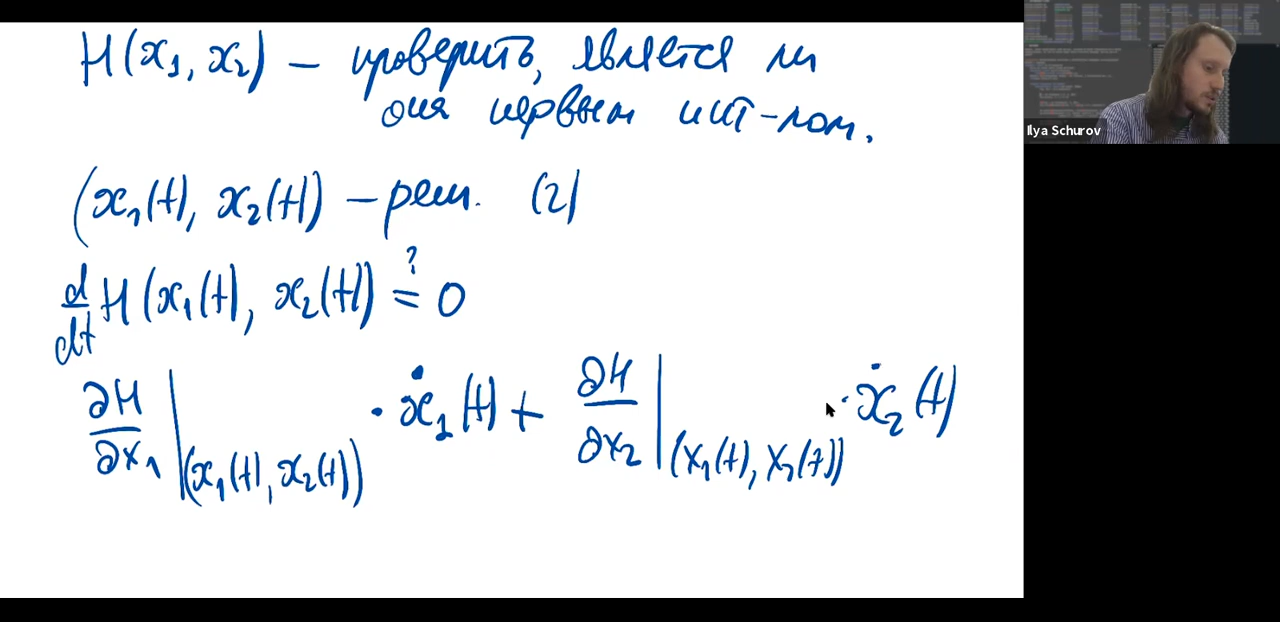 H(x₁, x₂) – проверить, является ли
она первым инт-лом.
(x₁(t), x₂(t)) – реш. (2)
d/dt H(x₁(t), x₂(t)) ≟ 0
∂H/∂x₁ |(x₁(t), x₂(t)) · ẋ₁(t) + ∂H/∂x₂ |(x₁(t), x₂(t)) · ẋ₂(t)
Ilya Schurov